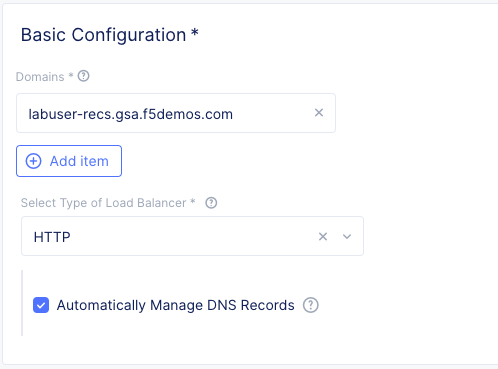 Basic Configuration *
Domains *
labuser-recs.gsa.f5demos.com
Add item
Select Type of Load Balancer *
HTTP
Automatically Manage DNS Records